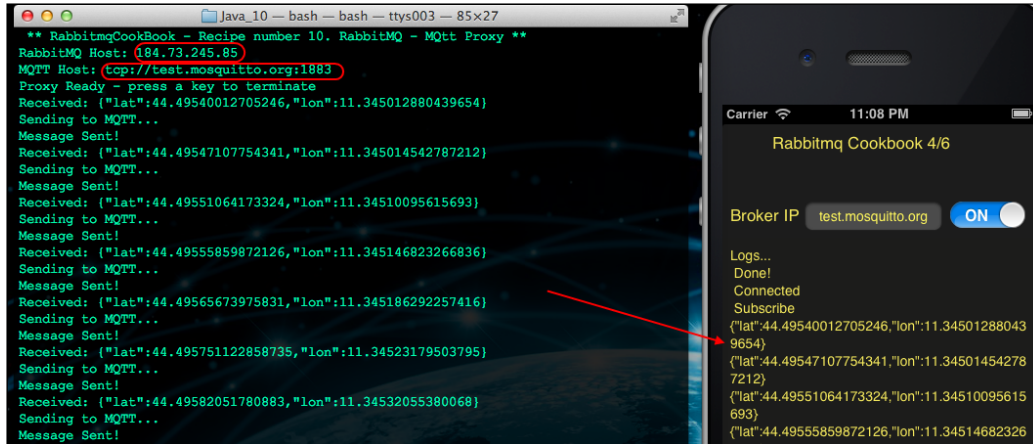 Java_10 — bash — bash — ttys003 — 85×27
** RabbitmqCookBook - Recipe number 10. RabbitMQ - MQtt Proxy **
RabbitMQ Host: 184.73.245.85
MQTT Host: tcp://test.mosquitto.org:1883
Proxy Ready - press a key to terminate
Received: {"lat":44.49540012705246,"lon":11.345012880439654}
Sending to MQTT...
Message Sent!
Received: {"lat":44.49547107754341,"lon":11.345014542787212}
Sending to MQTT...
Message Sent!
Received: {"lat":44.49551064173324,"lon":11.34510095615693}
Sending to MQTT...
Message Sent!
Received: {"lat":44.49555859872126,"lon":11.345146823266836}
Sending to MQTT...
Message Sent!
Received: {"lat":44.49565673975831,"lon":11.345186292257416}
Sending to MQTT...
Message Sent!
Received: {"lat":44.495751122858735,"lon":11.34523179503795}
Sending to MQTT...
Message Sent!
Received: {"lat":44.49582051780883,"lon":11.34532055380068}
Sending to MQTT...
Message Sent!
Carrier 11:08 PM
Rabbitmq Cookbook 4/6
Broker IP test.mosquitto.org ON
Logs...
Done!
Connected
Subscribe
{"lat":44.49540012705246,"lon":11.34501288043
9654}
{"lat":44.49547107754341,"lon":11.34501454278
7212}
{"lat":44.49551064173324,"lon":11.34510095615
693}
{"lat":44.49555859872126,"lon":11.34514682326